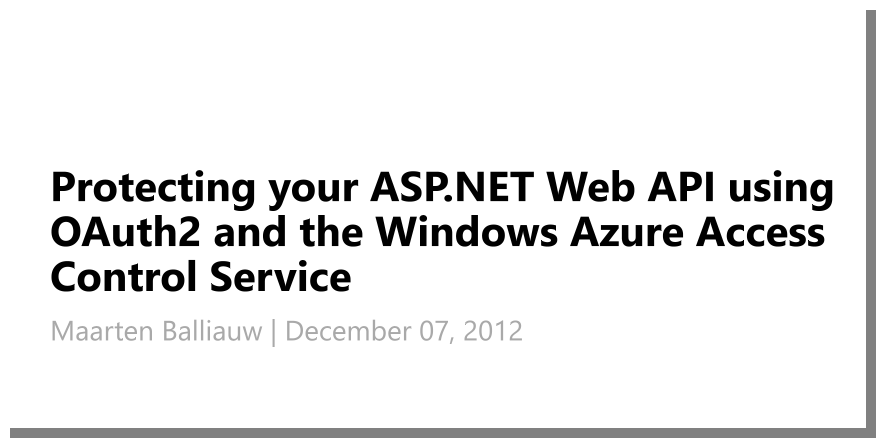 Protecting your ASP.NET Web API using
OAuth2 and the Windows Azure Access
Control Service
Maarten Balliauw | December 07, 2012